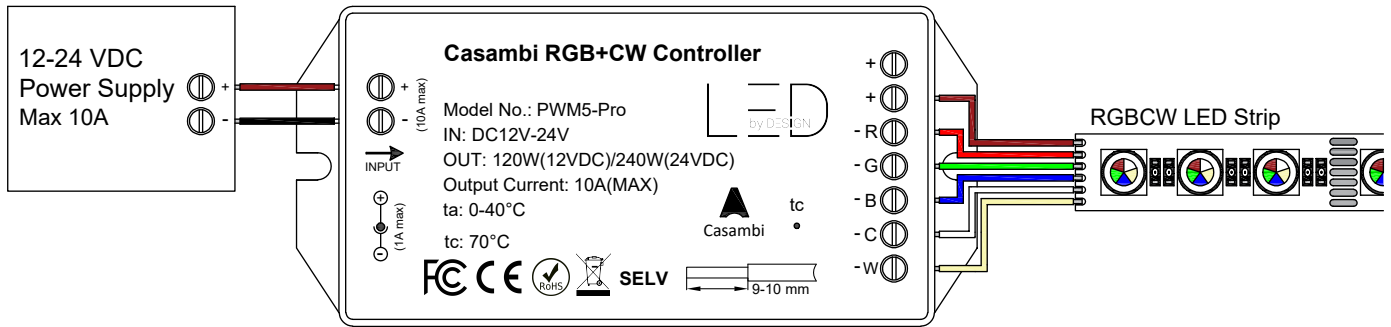 12-24 VDC
Power Supply
Max 10A
+
-
+
-
(10A max)
INPUT
+
(1A max)
-
Casambi RGB+CW Controller
Model No.: PWM5-Pro
IN: DC12V-24V
OUT: 120W(12VDC)/240W(24VDC)
Output Current: 10A(MAX)
ta: 0-40°C
tc: 70°C
FC CE RoHS SELV
9-10 mm
LED
by DESIGN
Casambi
tc
+
+
- R
- G
- B
- C
- W
RGBCW LED Strip